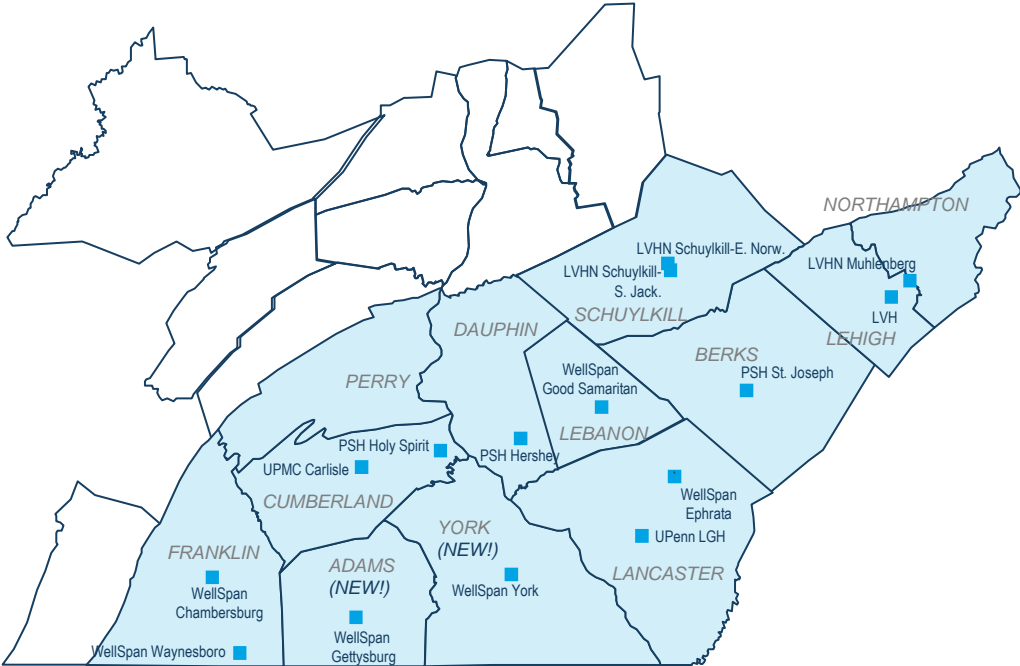 NORTHAMPTON
LVHN Schuylkill-E. Norw.
LVHN Muhlenberg
LVHN Schuylkill-
S. Jack.
SCHUYLKILL
LVH
DAUPHIN
LEHIGH
BERKS
PSH St. Joseph
WellSpan
Good Samaritan
PERRY
LEBANON
PSH Holy Spirit
PSH Hershey
UPMC Carlisle
CUMBERLAND
WellSpan
Ephrata
YORK
(NEW!)
UPenn LGH
FRANKLIN
ADAMS
(NEW!)
LANCASTER
WellSpan
Chambersburg
WellSpan York
WellSpan
Gettysburg
WellSpan Waynesboro